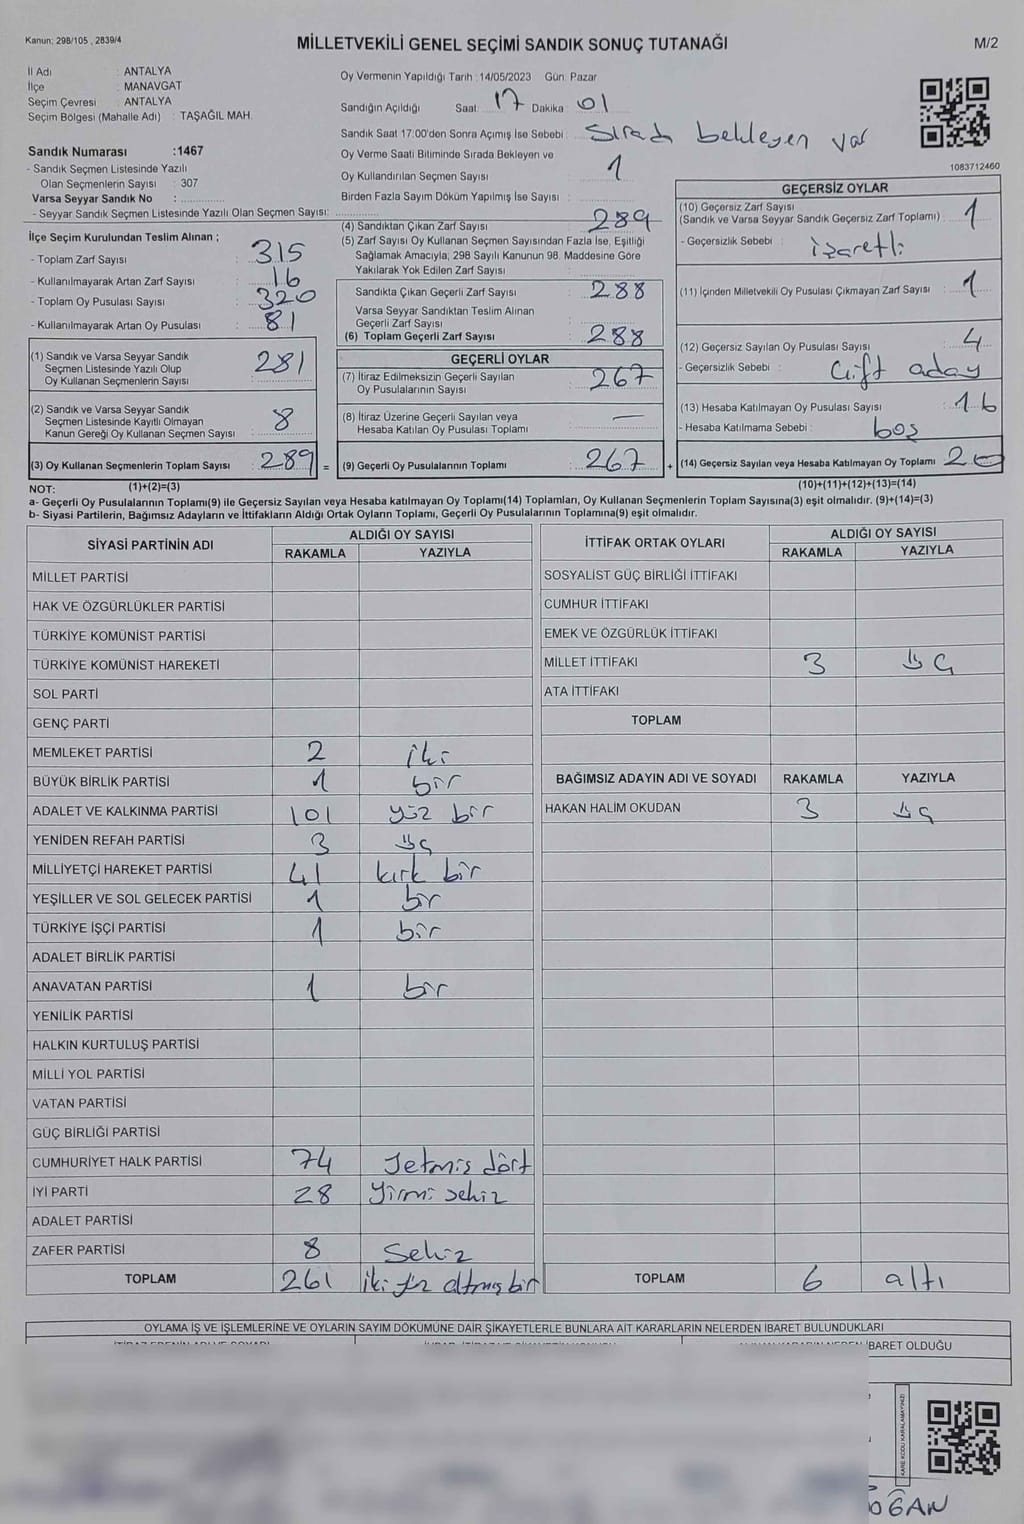 Kanun: 298/105 , 2839/4
MİLLETVEKİLİ GENEL SEÇİMİ SANDIK SONUÇ TUTANAĞI
M/2
İl Adı : ANTALYA
İlçe : MANAVGAT
Seçim Çevresi : ANTALYA
Seçim Bölgesi (Mahalle Adı) : TAŞAĞIL MAH.
Sandık Numarası :1467
- Sandık Seçmen Listesinde Yazılı
Olan Seçmenlerin Sayısı : 307
Varsa Seyyar Sandık No :
- Seyyar Sandık Seçmen Listesinde Yazılı Olan Seçmen Sayısı:
Oy Vermenin Yapıldığı Tarih :14/05/2023 Gün: Pazar
Sandığın Açıldığı Saat: 17 Dakika : 01
Sandık Saat 17:00'den Sonra Açımış İse Sebebi : Sırada bekleyen var
Oy Verme Saati Bitiminde Sırada Bekleyen ve
Oy Kullandırılan Seçmen Sayısı : 1
Birden Fazla Sayım Döküm Yapılmış İse Sayısı :
1083712460
İlçe Seçim Kurulundan Teslim Alınan ;
- Toplam Zarf Sayısı : 315
- Kullanılmayarak Artan Zarf Sayısı : 16
- Toplam Oy Pusulası Sayısı : 320
- Kullanılmayarak Artan Oy Pusulası : 81
(1) Sandık ve Varsa Seyyar Sandık
Seçmen Listesinde Yazılı Olup
Oy Kullanan Seçmenlerin Sayısı : 281
(2) Sandık ve Varsa Seyyar Sandık
Seçmen Listesinde Kayıtlı Olmayan
Kanun Gereği Oy Kullanan Seçmen Sayısı : 8
(3) Oy Kullanan Seçmenlerin Toplam Sayısı : 289 =
(4) Sandıktan Çıkan Zarf Sayısı : 289
(5) Zarf Sayısı Oy Kullanan Seçmen Sayısından Fazla İse, Eşitliği
Sağlamak Amacıyla, 298 Sayılı Kanunun 98. Maddesine Göre
Yakılarak Yok Edilen Zarf Sayısı :
Sandıkta Çıkan Geçerli Zarf Sayısı : 288
Varsa Seyyar Sandıktan Teslim Alınan
Geçerli Zarf Sayısı :
(6) Toplam Geçerli Zarf Sayısı : 288
GEÇERLİ OYLAR
(7) İtiraz Edilmeksizin Geçerli Sayılan
Oy Pusulalarının Sayısı : 267
(8) İtiraz Üzerine Geçerli Sayılan veya
Hesaba Katılan Oy Pusulası Toplamı : —
(9) Geçerli Oy Pusulalarının Toplamı : 267 +
GEÇERSİZ OYLAR
(10) Geçersiz Zarf Sayısı
(Sandık ve Varsa Seyyar Sandık Geçersiz Zarf Toplamı) : 1
- Geçersizlik Sebebi : işaretli
(11) İçinden Milletvekili Oy Pusulası Çıkmayan Zarf Sayısı : 1
(12) Geçersiz Sayılan Oy Pusulası Sayısı : 4
- Geçersizlik Sebebi : Çift aday
(13) Hesaba Katılmayan Oy Pusulası Sayısı : 16
- Hesaba Katılmama Sebebi : boş
(14) Geçersiz Sayılan veya Hesaba Katılmayan Oy Toplamı : 20
NOT: (1)+(2)=(3)
(10)+(11)+(12)+(13)=(14)
a- Geçerli Oy Pusulalarının Toplamı(9) ile Geçersiz Sayılan veya Hesaba katılmayan Oy Toplamı(14) Toplamları, Oy Kullanan Seçmenlerin Toplam Sayısına(3) eşit olmalıdır. (9)+(14)=(3)
b- Siyasi Partilerin, Bağımsız Adayların ve İttifakların Aldığı Ortak Oyların Toplamı, Geçerli Oy Pusulalarının Toplamına(9) eşit olmalıdır.
SİYASİ PARTİNİN ADI
ALDIĞI OY SAYISI
RAKAMLA YAZIYLA
MİLLET PARTİSİ
HAK VE ÖZGÜRLÜKLER PARTİSİ
TÜRKİYE KOMÜNİST PARTİSİ
TÜRKİYE KOMÜNİST HAREKETİ
SOL PARTİ
GENÇ PARTİ
MEMLEKET PARTİSİ 2 iki
BÜYÜK BİRLİK PARTİSİ 1 bir
ADALET VE KALKINMA PARTİSİ 101 yüz bir
YENİDEN REFAH PARTİSİ 3 üç
MİLLİYETÇİ HAREKET PARTİSİ 41 kırk bir
YEŞİLLER VE SOL GELECEK PARTİSİ 1 bir
TÜRKİYE İŞÇİ PARTİSİ 1 bir
ADALET BİRLİK PARTİSİ
ANAVATAN PARTİSİ 1 bir
YENİLİK PARTİSİ
HALKIN KURTULUŞ PARTİSİ
MİLLİ YOL PARTİSİ
VATAN PARTİSİ
GÜÇ BİRLİĞİ PARTİSİ
CUMHURİYET HALK PARTİSİ 74 Yetmiş dört
İYİ PARTİ 28 Yirmi sekiz
ADALET PARTİSİ
ZAFER PARTİSİ 8 Sekiz
TOPLAM 261 iki yüz altmış bir
İTTİFAK ORTAK OYLARI
ALDIĞI OY SAYISI
RAKAMLA YAZIYLA
SOSYALİST GÜÇ BİRLİĞİ İTTİFAKI
CUMHUR İTTİFAKI
EMEK VE ÖZGÜRLÜK İTTİFAKI
MİLLET İTTİFAKI 3 üç
ATA İTTİFAKI
TOPLAM
BAĞIMSIZ ADAYIN ADI VE SOYADI RAKAMLA YAZIYLA
HAKAN HALİM OKUDAN 3 üç
TOPLAM 6 altı
OYLAMA İŞ VE İŞLEMLERİNE VE OYLARIN SAYIM DÖKÜMÜNE DAİR ŞİKAYETLERLE BUNLARA AİT KARARLARIN NELERDEN İBARET BULUNDUKLARI
İBARET OLDUĞU
KARE KODU KARALAMAYINIZ!
OĞAN